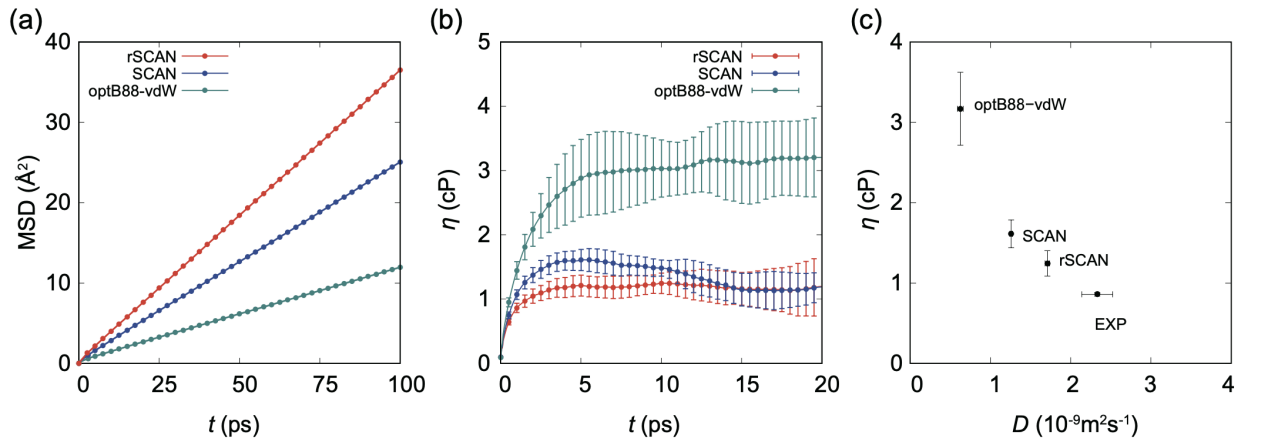 (a)
40
30
20
10
0
MSD (Å²)
rSCAN
SCAN
optB88-vdW
0 25 50 75 100
t (ps)
(b)
5
4
3
2
1
0
η (cP)
rSCAN
SCAN
optB88-vdW
0 5 10 15 20
t (ps)
(c)
4
3
2
1
0
η (cP)
optB88−vdW
SCAN
rSCAN
EXP
0 1 2 3 4
D (10⁻⁹m²s⁻¹)